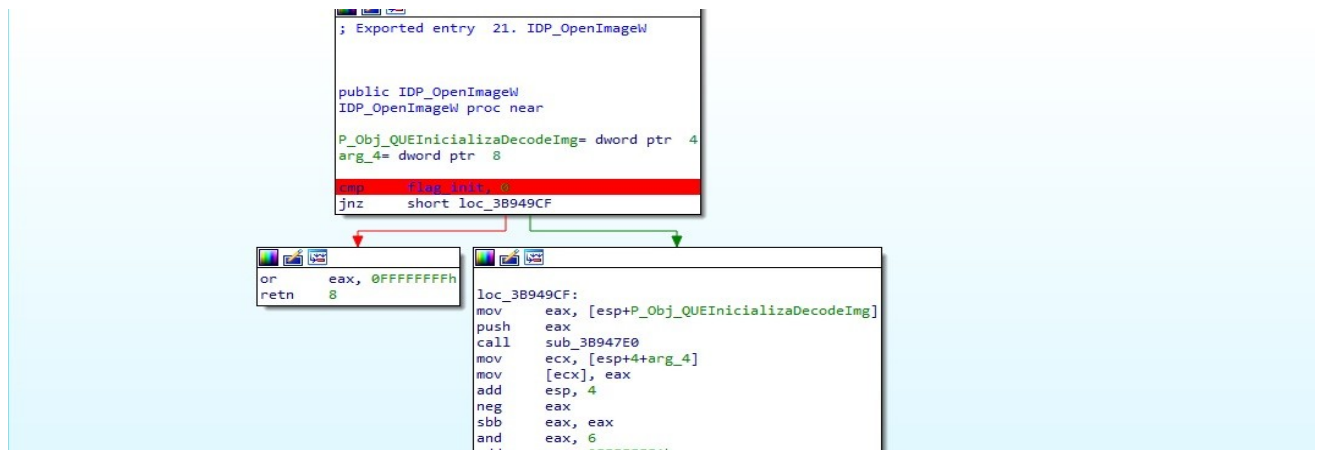 ; Exported entry 21. IDP_OpenImageW
public IDP_OpenImageW
IDP_OpenImageW proc near
P_Obj_QUEInicializaDecodeImg= dword ptr 4
arg_4= dword ptr 8
cmp flag_init, 0
jnz short loc_3B949CF
or eax, 0FFFFFFFFh
retn 8
loc_3B949CF:
mov eax, [esp+P_Obj_QUEInicializaDecodeImg]
push eax
call sub_3B947E0
mov ecx, [esp+4+arg_4]
mov [ecx], eax
add esp, 4
neg eax
sbb eax, eax
and eax, 6